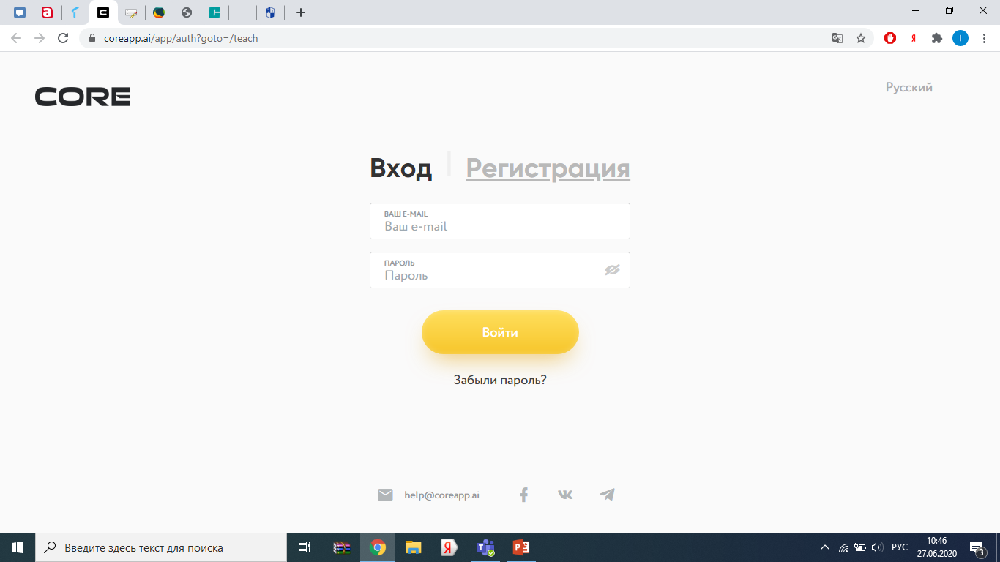 coreapp.ai/app/auth?goto=/teach
I
CORE
Русский
Вход
Регистрация
ВАШ E-MAIL
Ваш e-mail
ПАРОЛЬ
Пароль
Войти
Забыли пароль?
help@coreapp.ai
Введите здесь текст для поиска
РУС
10:46
27.06.2020
3